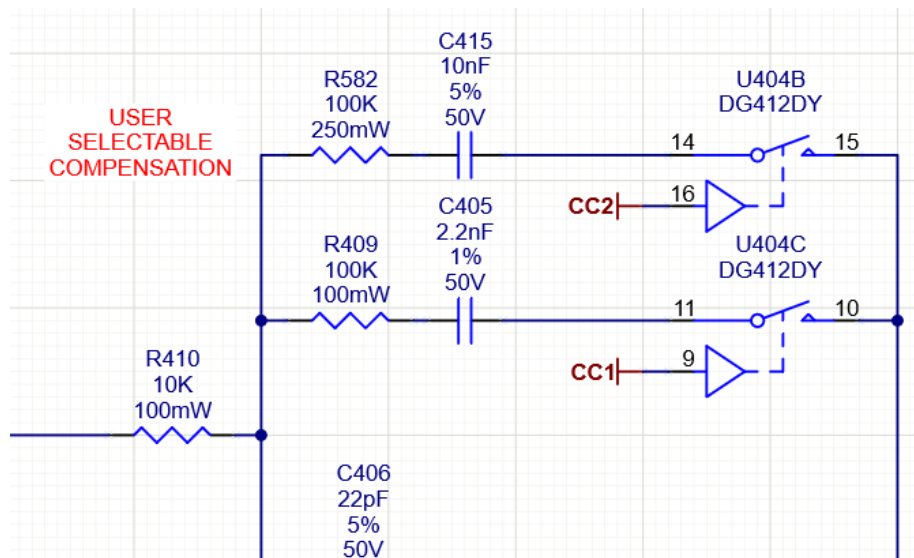 C415
10nF
5%
50V
R582
100K
250mW
U404B
DG412DY
USER
SELECTABLE
COMPENSATION
14
15
CC2
16
C405
2.2nF
1%
50V
R409
100K
100mW
U404C
DG412DY
11
10
CC1
9
R410
10K
100mW
C406
22pF
5%
50V